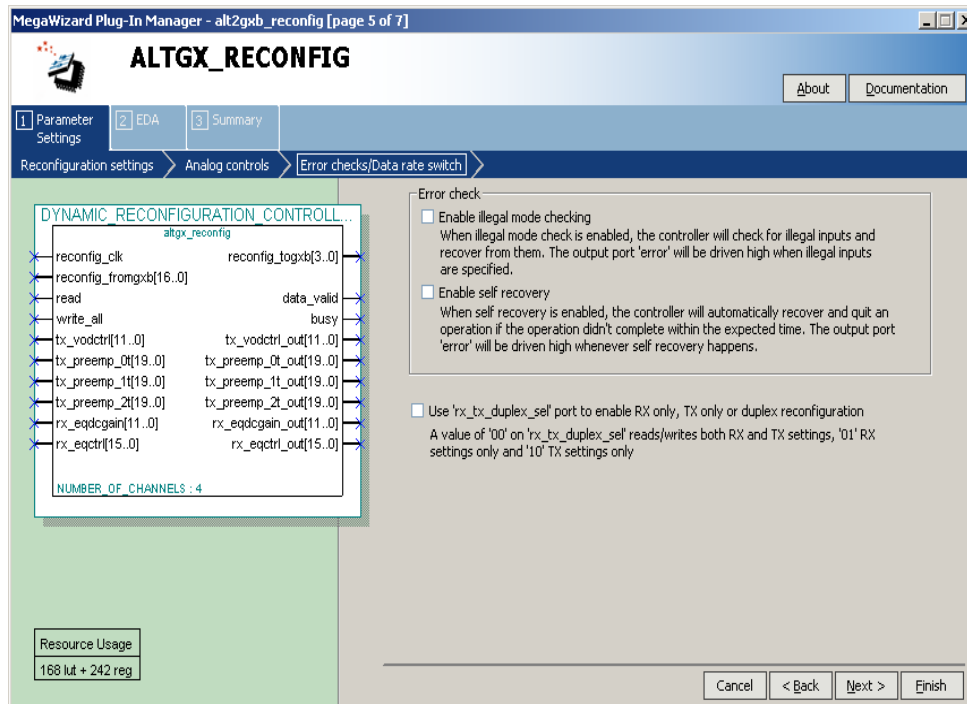 MegaWizard Plug-In Manager - alt2gxb_reconfig [page 5 of 7]
ALTGX_RECONFIG
About
Documentation
1 Parameter Settings
2 EDA
3 Summary
Reconfiguration settings
Analog controls
Error checks/Data rate switch
DYNAMIC_RECONFIGURATION_CONTROLL...
altgx_reconfig
reconfig_clk
reconfig_togxb[3..0]
reconfig_fromgxb[16..0]
read
data_valid
write_all
busy
tx_vodctrl[11..0]
tx_vodctrl_out[11..0]
tx_preemp_0t[19..0]
tx_preemp_0t_out[19..0]
tx_preemp_1t[19..0]
tx_preemp_1t_out[19..0]
tx_preemp_2t[19..0]
tx_preemp_2t_out[19..0]
rx_eqdcgain[11..0]
rx_eqdcgain_out[11..0]
rx_eqctrl[15..0]
rx_eqctrl_out[15..0]
NUMBER_OF_CHANNELS : 4
Resource Usage
168 lut + 242 reg
Error check
Enable illegal mode checking
When illegal mode check is enabled, the controller will check for illegal inputs and
recover from them. The output port 'error' will be driven high when illegal inputs
are specified.
Enable self recovery
When self recovery is enabled, the controller will automatically recover and quit an
operation if the operation didn't complete within the expected time. The output port
'error' will be driven high whenever self recovery happens.
Use 'rx_tx_duplex_sel' port to enable RX only, TX only or duplex reconfiguration
A value of '00' on 'rx_tx_duplex_sel' reads/writes both RX and TX settings, '01' RX
settings only and '10' TX settings only
Cancel
< Back
Next >
Finish